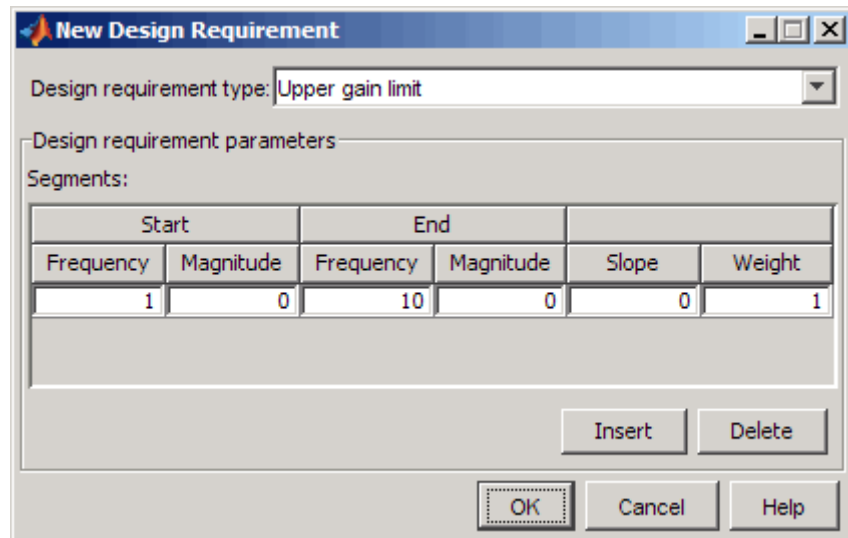 New Design Requirement
Design requirement type: Upper gain limit
Design requirement parameters
Segments:
Start End
Frequency Magnitude Frequency Magnitude Slope Weight
1 0 10 0 0 1
Insert Delete
OK Cancel Help